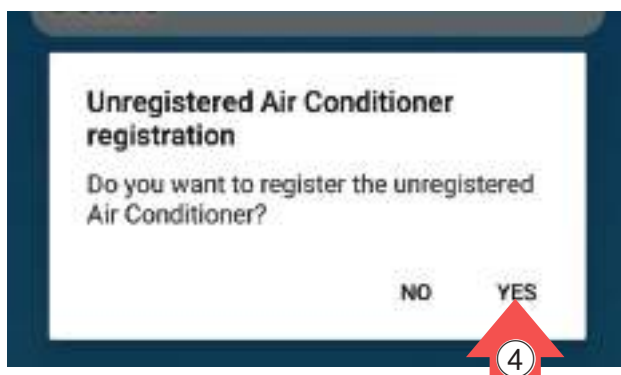 Unregistered Air Conditioner
registration
Do you want to register the unregistered
Air Conditioner?
NO YES
4